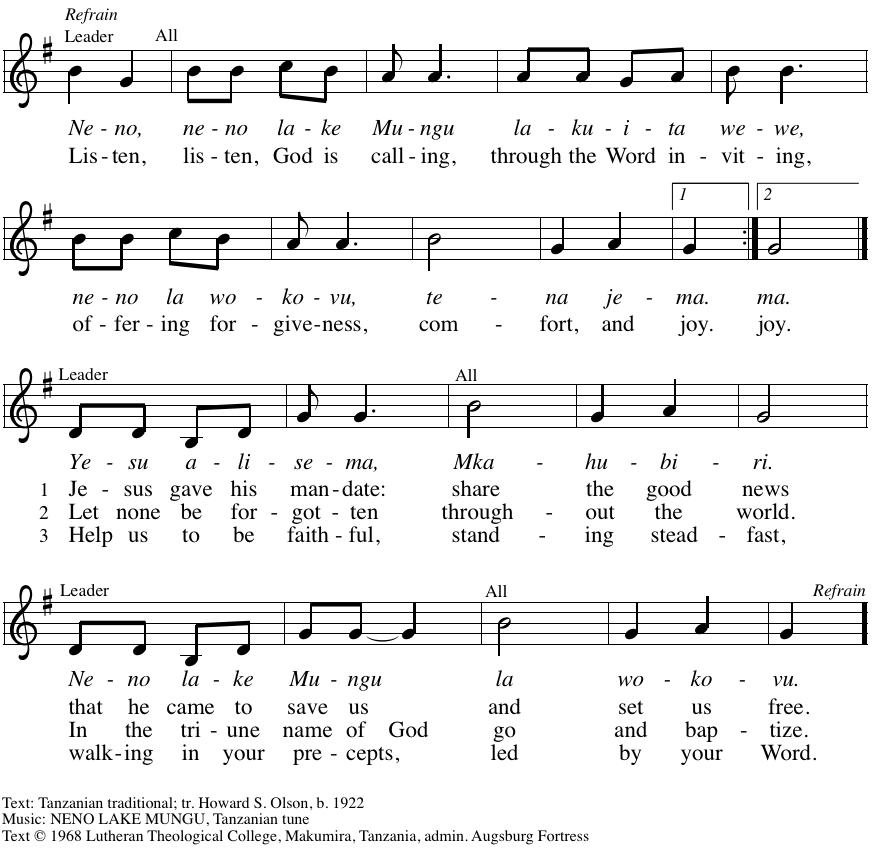 Refrain
Leader All
Ne - no, ne - no la - ke Mu - ngu la - ku - i - ta we - we,
Lis - ten, lis - ten, God is call - ing, through the Word in - vit - ing,
1 2
ne - no la wo - ko - vu, te - na je - ma. ma.
of - fer - ing for - give - ness, com - fort, and joy. joy.
Leader All
Ye - su a - li - se - ma, Mka - hu - bi - ri.
1 Je - sus gave his man - date: share the good news
2 Let none be for - got - ten through - out the world.
3 Help us to be faith - ful, stand - ing stead - fast,
Leader All Refrain
Ne - no la - ke Mu - ngu la wo - ko - vu.
that he came to save us and set us free.
In the tri - une name of God go and bap - tize.
walk - ing in your pre - cepts, led by your Word.
Text: Tanzanian traditional; tr. Howard S. Olson, b. 1922
Music: NENO LAKE MUNGU, Tanzanian tune
Text © 1968 Lutheran Theological College, Makumira, Tanzania, admin. Augsburg Fortress